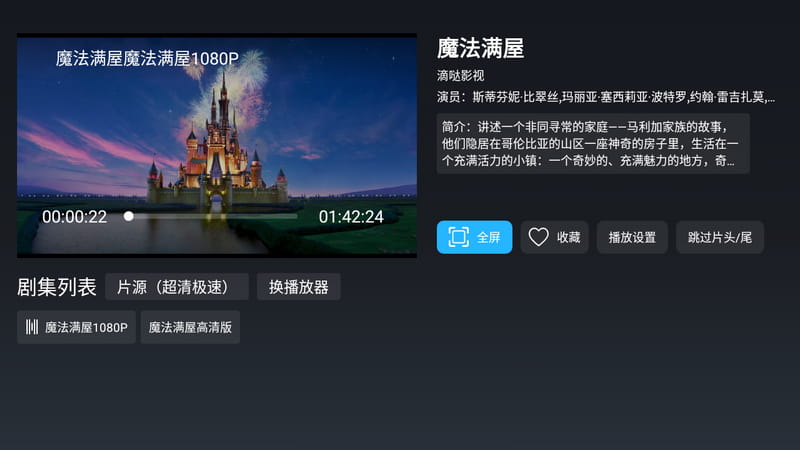 魔法满屋魔法满屋1080P
00:00:22
01:42:24
魔法满屋
滴哒影视
演员：斯蒂芬妮·比翠丝,玛丽亚·塞西莉亚·波特罗,约翰·雷吉扎莫,...
简介：讲述一个非同寻常的家庭——马利加家族的故事，
他们隐居在哥伦比亚的山区一座神奇的房子里，生活在一
个充满活力的小镇：一个奇妙的、充满魅力的地方，奇...
全屏
收藏
播放设置
跳过片头/尾
剧集列表
片源（超清极速）
换播放器
魔法满屋1080P
魔法满屋高清版